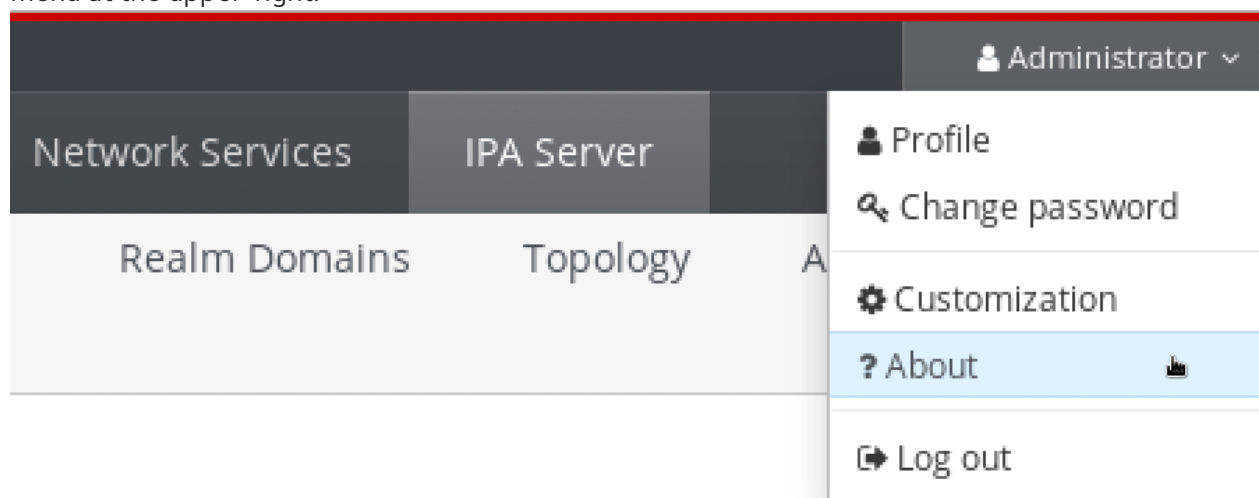 menu at the upper-right.
Administrator
Network Services IPA Server
Profile
Change password
Realm Domains Topology A
Customization
? About
Log out